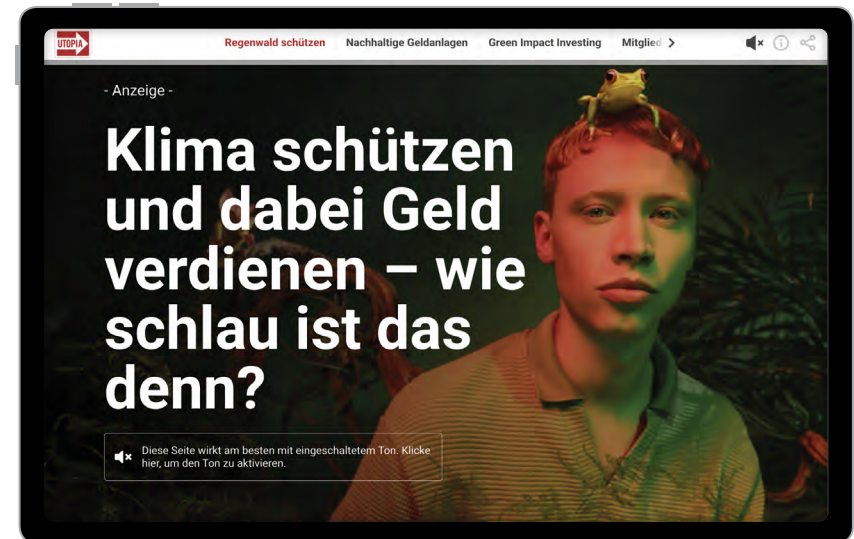 UTOPIA
Regenwald schützen Nachhaltige Geldanlagen Green Impact Investing Mitglied
- Anzeige -
Klima schützen
und dabei Geld
verdienen – wie
schlau ist das
denn?
Diese Seite wirkt am besten mit eingeschaltetem Ton. Klicke
hier, um den Ton zu aktivieren.